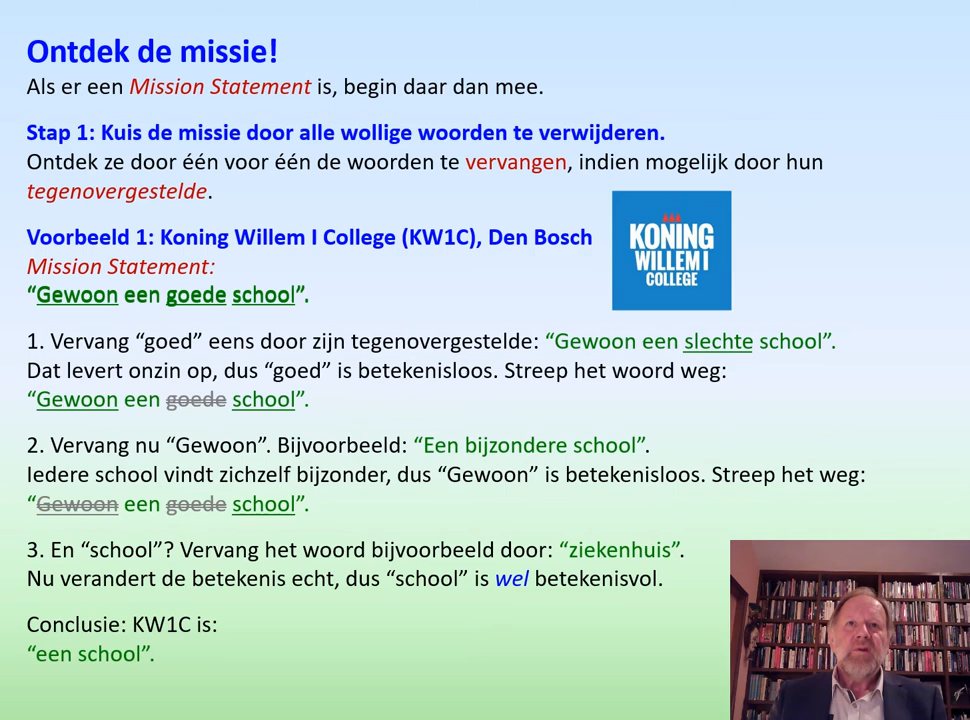 Ontdek de missie!
Als er een Mission Statement is, begin daar dan mee.
Stap 1: Kuis de missie door alle wollige woorden te verwijderen.
Ontdek ze door één voor één de woorden te vervangen, indien mogelijk door hun
tegenovergestelde.
Voorbeeld 1: Koning Willem I College (KW1C), Den Bosch
Mission Statement:
“Gewoon een goede school”.
KONING
WILLEM I
COLLEGE
1. Vervang “goed” eens door zijn tegenovergestelde: “Gewoon een slechte school”.
Dat levert onzin op, dus “goed” is betekenisloos. Streep het woord weg:
“Gewoon een goede school”.
2. Vervang nu “Gewoon”. Bijvoorbeeld: “Een bijzondere school”.
Iedere school vindt zichzelf bijzonder, dus “Gewoon” is betekenisloos. Streep het weg:
“Gewoon een goede school”.
3. En “school”? Vervang het woord bijvoorbeeld door: “ziekenhuis”.
Nu verandert de betekenis echt, dus “school” is wel betekenisvol.
Conclusie: KW1C is:
“een school”.